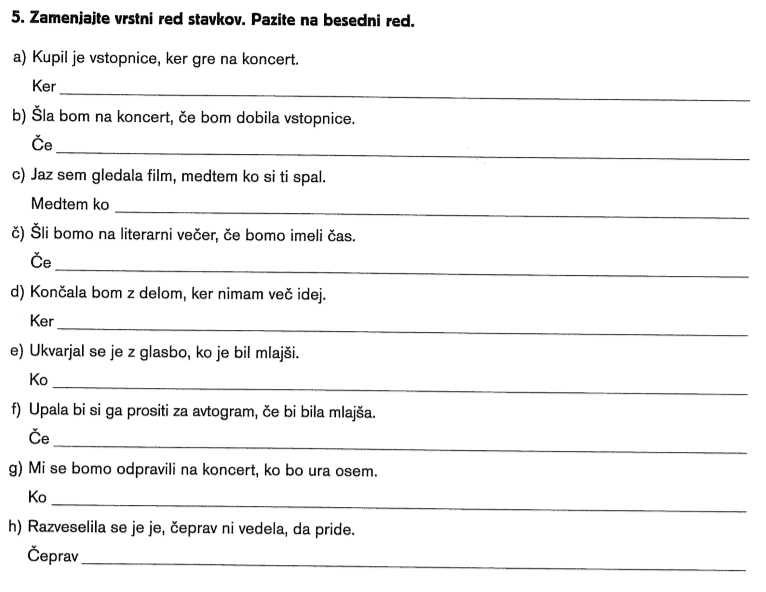 5. Zamenjajte vrstni red stavkov. Pazite na besedni red.
a) Kupil je vstopnice, ker gre na koncert.
Ker
b) Šla bom na koncert, če bom dobila vstopnice.
Če
c) Jaz sem gledala film, medtem ko si ti spal.
Medtem ko
č) Šli bomo na literarni večer, če bomo imeli čas.
Če
d) Končala bom z delom, ker nimam več idej.
Ker
e) Ukvarjal se je z glasbo, ko je bil mlajši.
Ko
f) Upala bi si ga prositi za avtogram, če bi bila mlajša.
Če
g) Mi se bomo odpravili na koncert, ko bo ura osem.
Ko
h) Razveselila se je je, čeprav ni vedela, da pride.
Čeprav